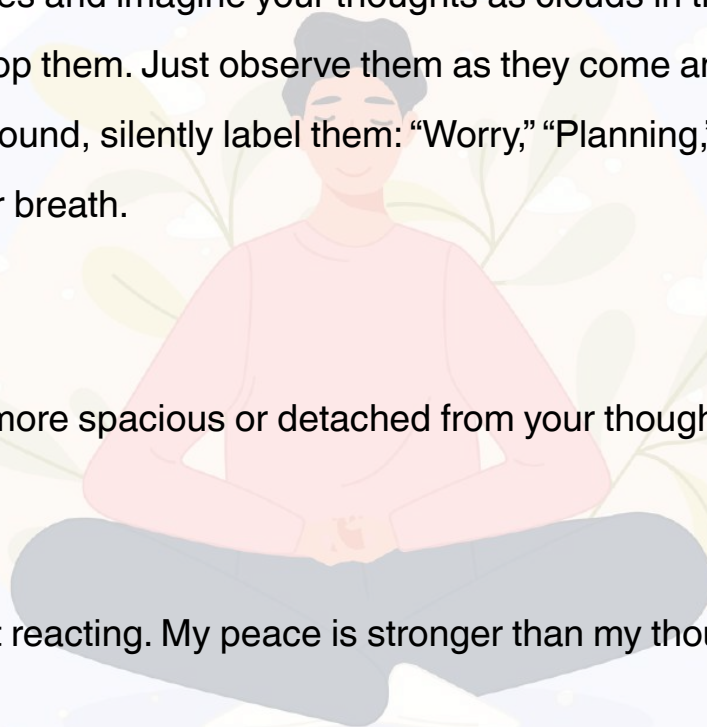 es and imagine your thoughts as clouds in th
op them. Just observe them as they come an
ound, silently label them: “Worry,” “Planning,”
r breath.
more spacious or detached from your though
t reacting. My peace is stronger than my thou